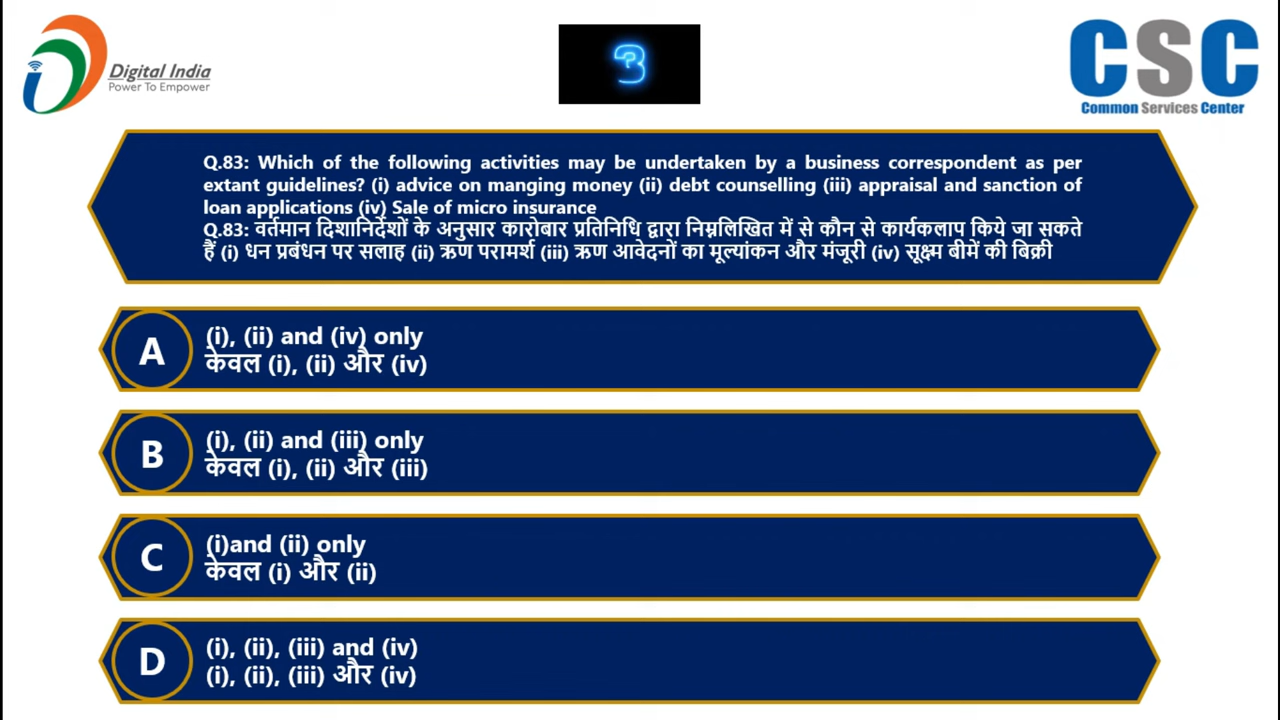 Digital India
Power To Empower
3
CSC
Common Services Center
Q.83: Which of the following activities may be undertaken by a business correspondent as per
extant guidelines? (i) advice on manging money (ii) debt counselling (iii) appraisal and sanction of
loan applications (iv) Sale of micro insurance
Q.83: वर्तमान दिशानिर्देशों के अनुसार कारोबार प्रतिनिधि द्वारा निम्नलिखित में से कौन से कार्यकलाप किये जा सकते
हैं (i) धन प्रबंधन पर सलाह (ii) ऋण परामर्श (iii) ऋण आवेदनों का मूल्यांकन और मंजूरी (iv) सूक्ष्म बीमें की बिक्री
A
(i), (ii) and (iv) only
केवल (i), (ii) और (iv)
B
(i), (ii) and (iii) only
केवल (i), (ii) और (iii)
C
(i)and (ii) only
केवल (i) और (ii)
D
(i), (ii), (iii) and (iv)
(i), (ii), (iii) और (iv)